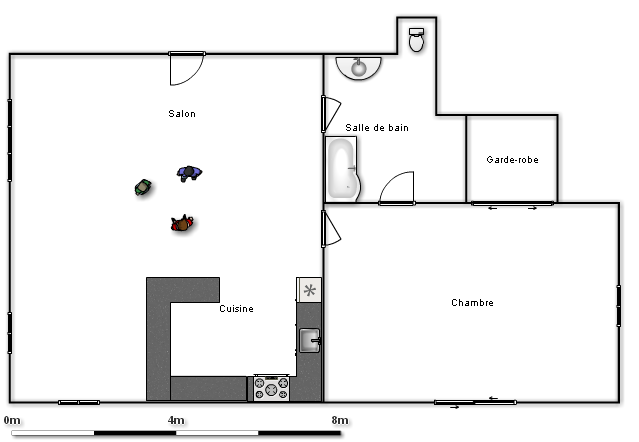 Salon
Salle de bain
Garde-robe
Cuisine
Chambre
0m 4m 8m